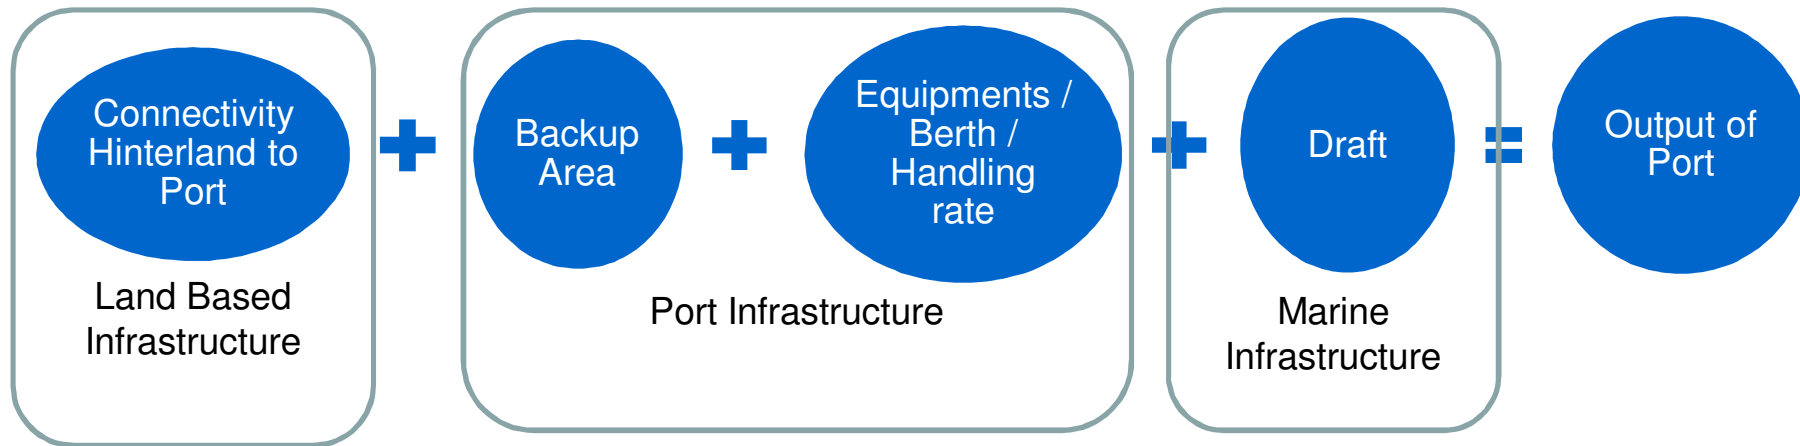 Connectivity
Hinterland to
Port
Land Based
Infrastructure
Backup
Area
Equipments /
Berth /
Handling
rate
Port Infrastructure
Draft
Marine
Infrastructure
Output of
Port